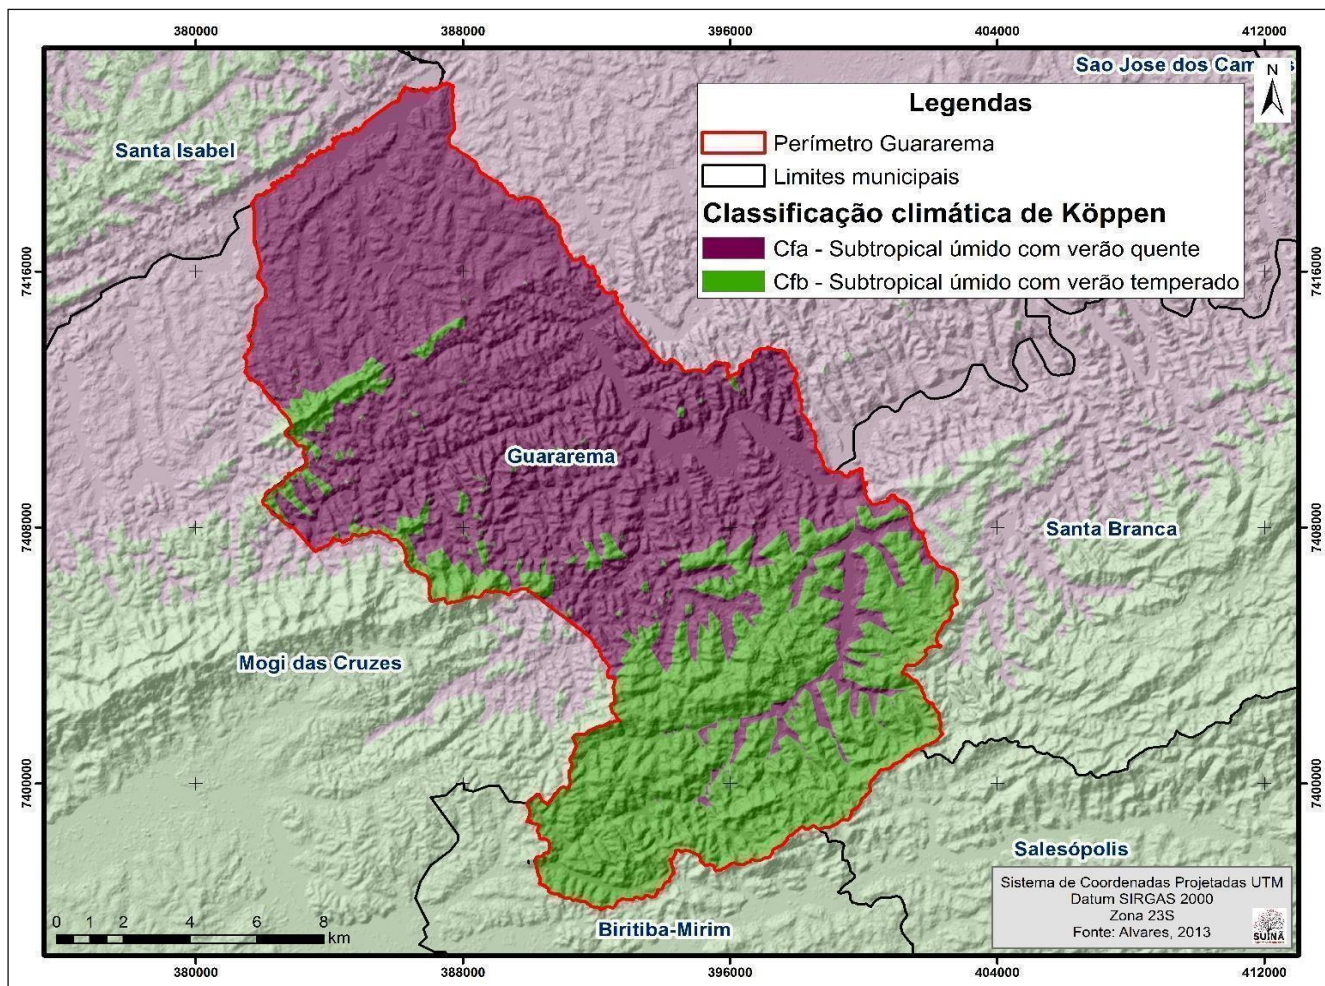 380000 388000 396000 404000 412000
Sao Jose dos Cam
N
Legendas
Perímetro Guararema
Limites municipais
Classificação climática de Köppen
Cfa - Subtropical úmido com verão quente
Cfb - Subtropical úmido com verão temperado
Santa Isabel
7416000 7416000
Guararema
7408000 7408000
Santa Branca
Mogi das Cruzes
7400000 7400000
Salesópolis
Biritiba-Mirim
0 1 2 4 6 8
km
Sistema de Coordenadas Projetadas UTM
Datum SIRGAS 2000
Zona 23S
Fonte: Alvares, 2013
SUINÃ
380000 388000 396000 404000 412000